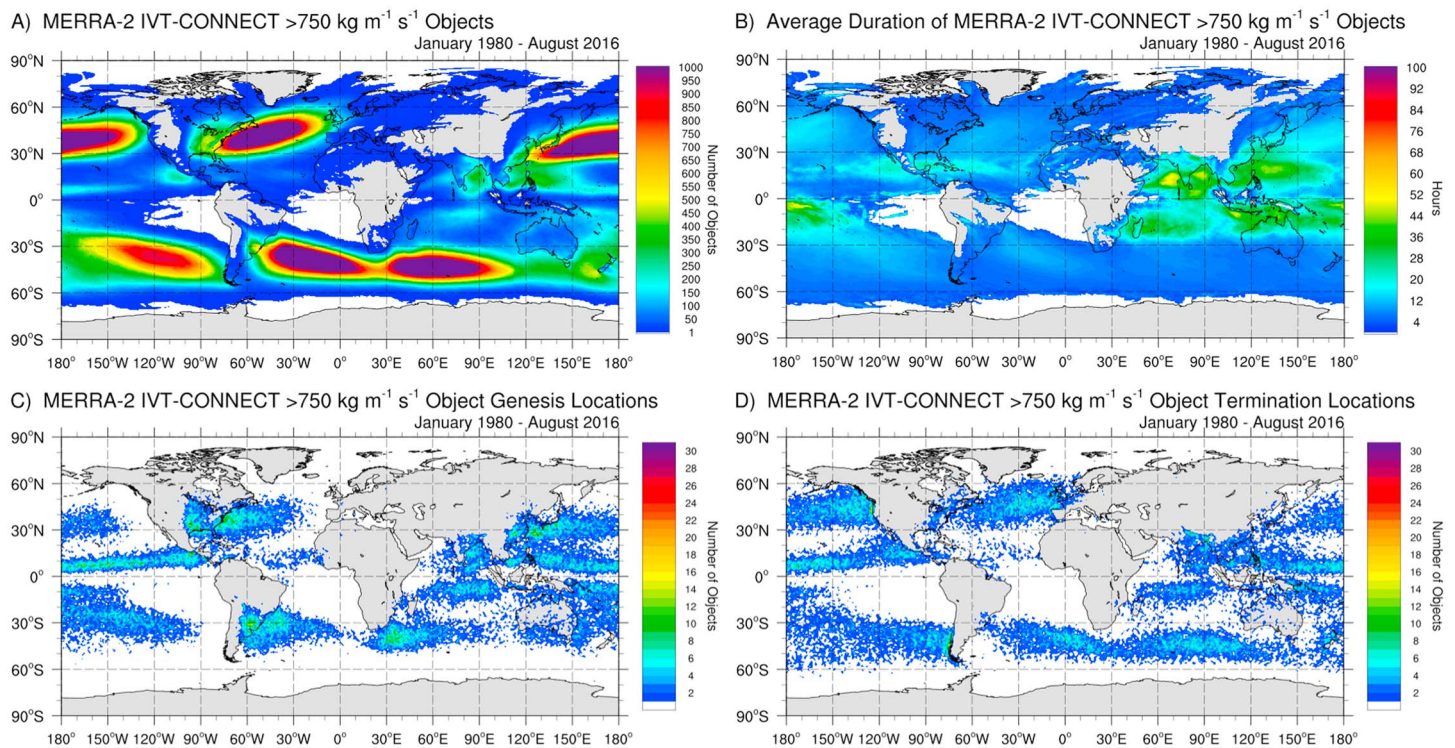 A) MERRA-2 IVT-CONNECT >750 kg m⁻¹ s⁻¹ Objects
January 1980 - August 2016
90°N
60°N
30°N
0°
30°S
60°S
90°S
180° 150°W 120°W 90°W 60°W 30°W 0° 30°E 60°E 90°E 120°E 150°E 180°
1000
950
900
850
800
750
700
650
600
550
500
450
400
350
300
250
200
150
100
50
1
Number of Objects
B) Average Duration of MERRA-2 IVT-CONNECT >750 kg m⁻¹ s⁻¹ Objects
January 1980 - August 2016
90°N
60°N
30°N
0°
30°S
60°S
90°S
180° 150°W 120°W 90°W 60°W 30°W 0° 30°E 60°E 90°E 120°E 150°E 180°
100
92
84
76
68
60
52
44
36
28
20
12
4
Hours
C) MERRA-2 IVT-CONNECT >750 kg m⁻¹ s⁻¹ Object Genesis Locations
January 1980 - August 2016
90°N
60°N
30°N
0°
30°S
60°S
90°S
180° 150°W 120°W 90°W 60°W 30°W 0° 30°E 60°E 90°E 120°E 150°E 180°
30
28
26
24
22
20
18
16
14
12
10
8
6
4
2
Number of Objects
D) MERRA-2 IVT-CONNECT >750 kg m⁻¹ s⁻¹ Object Termination Locations
January 1980 - August 2016
90°N
60°N
30°N
0°
30°S
60°S
90°S
180° 150°W 120°W 90°W 60°W 30°W 0° 30°E 60°E 90°E 120°E 150°E 180°
30
28
26
24
22
20
18
16
14
12
10
8
6
4
2
Number of Objects